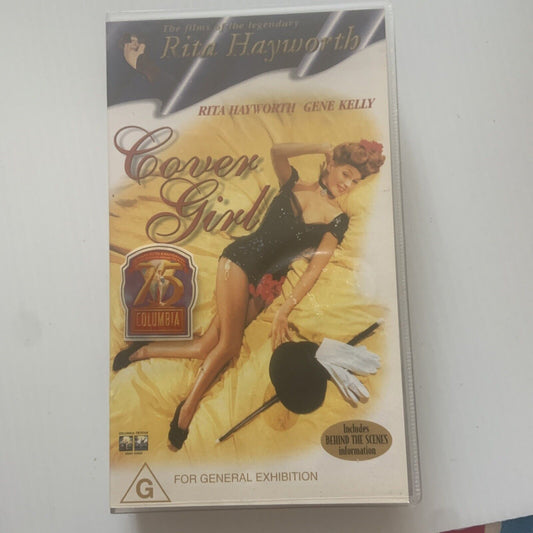 The films of the legendary
Rita Hayworth
RITA HAYWORTH GENE KELLY
Cover
Girl
75
COLUMBIA
Includes
BEHIND THE SCENES
information
G
FOR GENERAL EXHIBITION